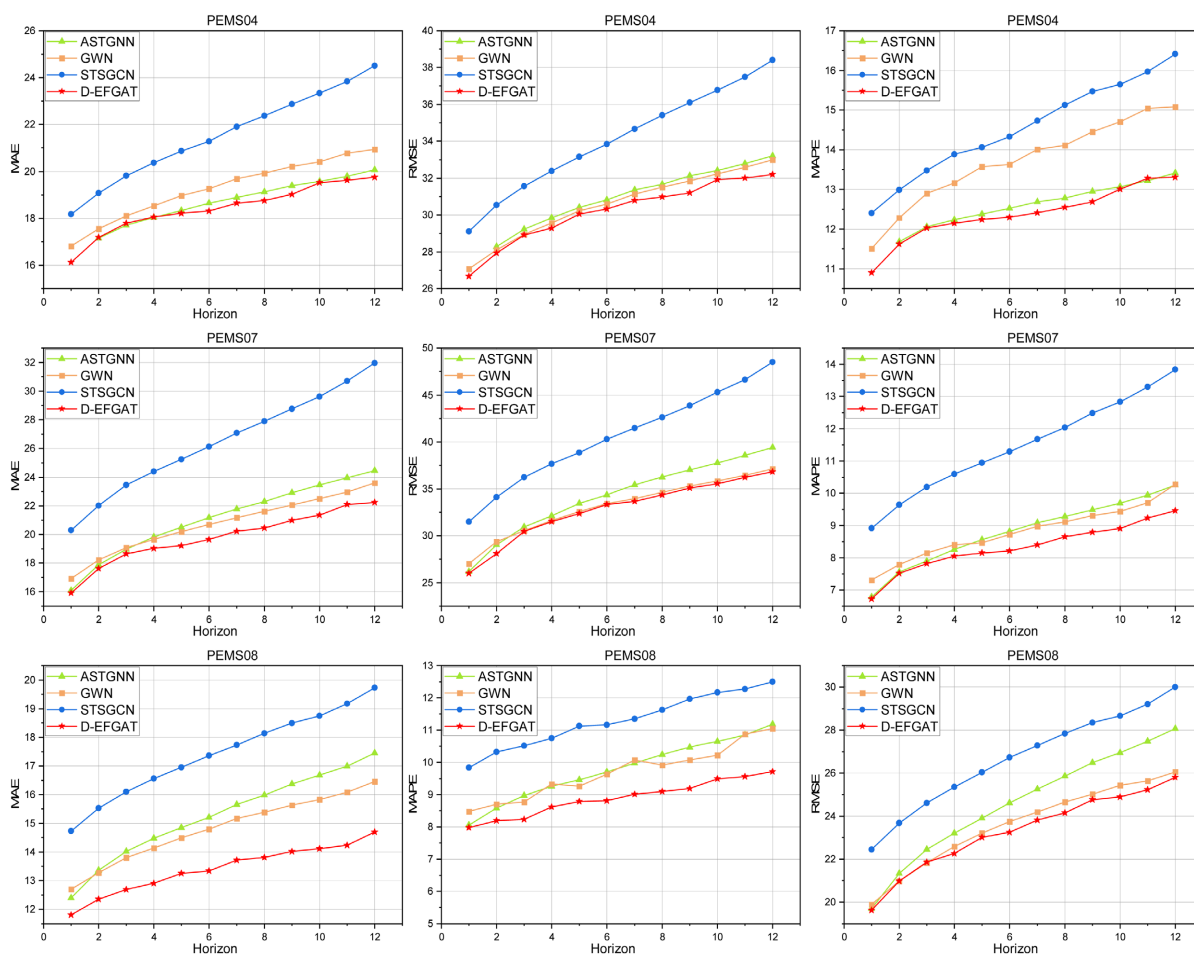 PEMS04
ASTGNN
GWN
STSGCN
D-EFGAT
MAE
26
24
22
20
18
16
0 2 4 6 8 10 12
Horizon
PEMS04
ASTGNN
GWN
STSGCN
D-EFGAT
RMSE
40
38
36
34
32
30
28
26
0 2 4 6 8 10 12
Horizon
PEMS04
ASTGNN
GWN
STSGCN
D-EFGAT
MAPE
17
16
15
14
13
12
11
0 2 4 6 8 10 12
Horizon
PEMS07
ASTGNN
GWN
STSGCN
D-EFGAT
MAE
32
30
28
26
24
22
20
18
16
0 2 4 6 8 10 12
Horizon
PEMS07
ASTGNN
GWN
STSGCN
D-EFGAT
RMSE
50
45
40
35
30
25
0 2 4 6 8 10 12
Horizon
PEMS07
ASTGNN
GWN
STSGCN
D-EFGAT
MAPE
14
13
12
11
10
9
8
7
0 2 4 6 8 10 12
Horizon
PEMS08
ASTGNN
GWN
STSGCN
D-EFGAT
MAE
20
19
18
17
16
15
14
13
12
0 2 4 6 8 10 12
Horizon
PEMS08
ASTGNN
GWN
STSGCN
D-EFGAT
MAPE
13
12
11
10
9
8
7
6
5
0 2 4 6 8 10 12
Horizon
PEMS08
ASTGNN
GWN
STSGCN
D-EFGAT
RMSE
30
28
26
24
22
20
0 2 4 6 8 10 12
Horizon